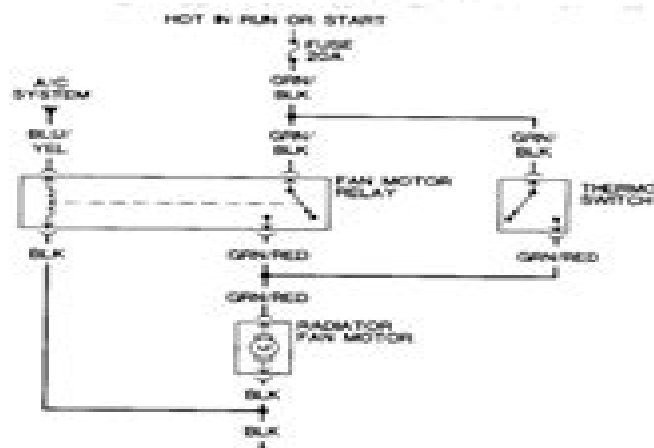 HOT IN RUN OR START
FUSE
20A
A/C
SYSTEM
GRN/
BLK
BLU/
YEL
GRN/
BLK
GRN/
BLK
FAN MOTOR
RELAY
THERMO
SWITCH
BLK
GRN/RED
GRN/RED
GRN/RED
RADIATOR
FAN MOTOR
BLK
BLK